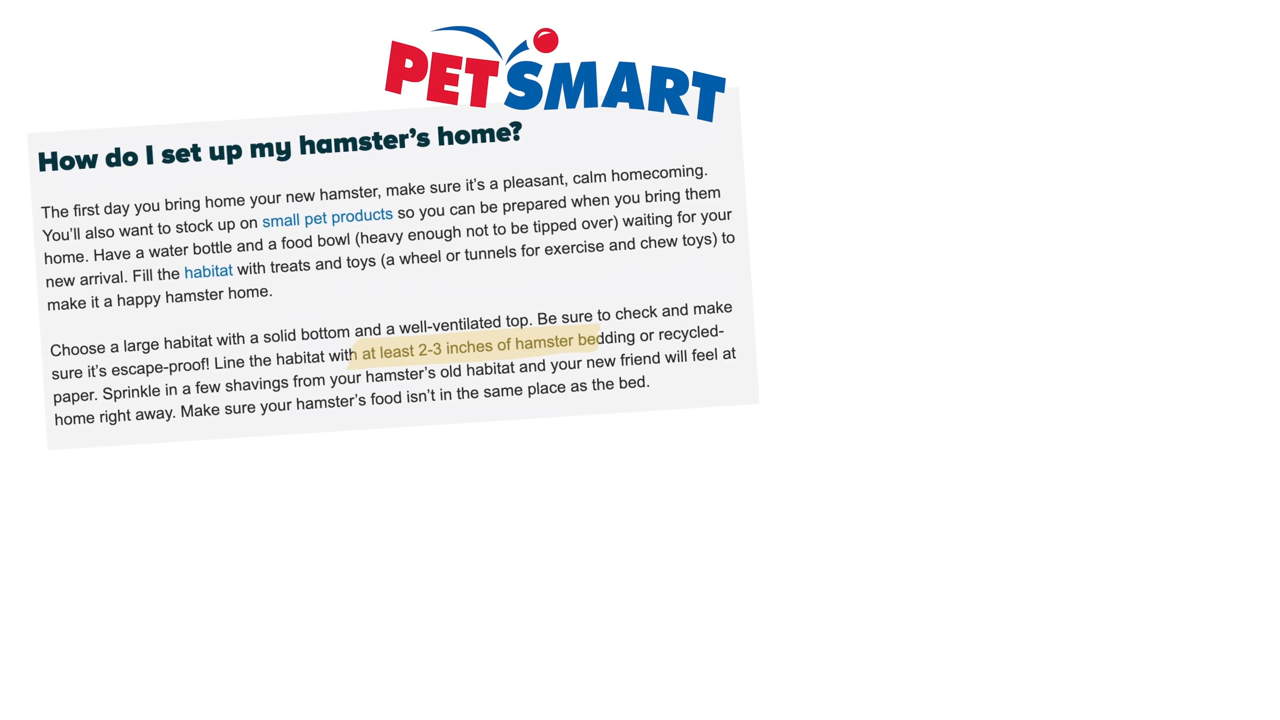 PETSMART
How do I set up my hamster's home?
The first day you bring home your new hamster, make sure it's a pleasant, calm homecoming.
You'll also want to stock up on small pet products so you can be prepared when you bring them
home. Have a water bottle and a food bowl (heavy enough not to be tipped over) waiting for your
new arrival. Fill the habitat with treats and toys (a wheel or tunnels for exercise and chew toys) to
make it a happy hamster home.
Choose a large habitat with a solid bottom and a well-ventilated top. Be sure to check and make
sure it's escape-proof! Line the habitat with at least 2-3 inches of hamster bedding or recycled-
paper. Sprinkle in a few shavings from your hamster's old habitat and your new friend will feel at
home right away. Make sure your hamster's food isn't in the same place as the bed.